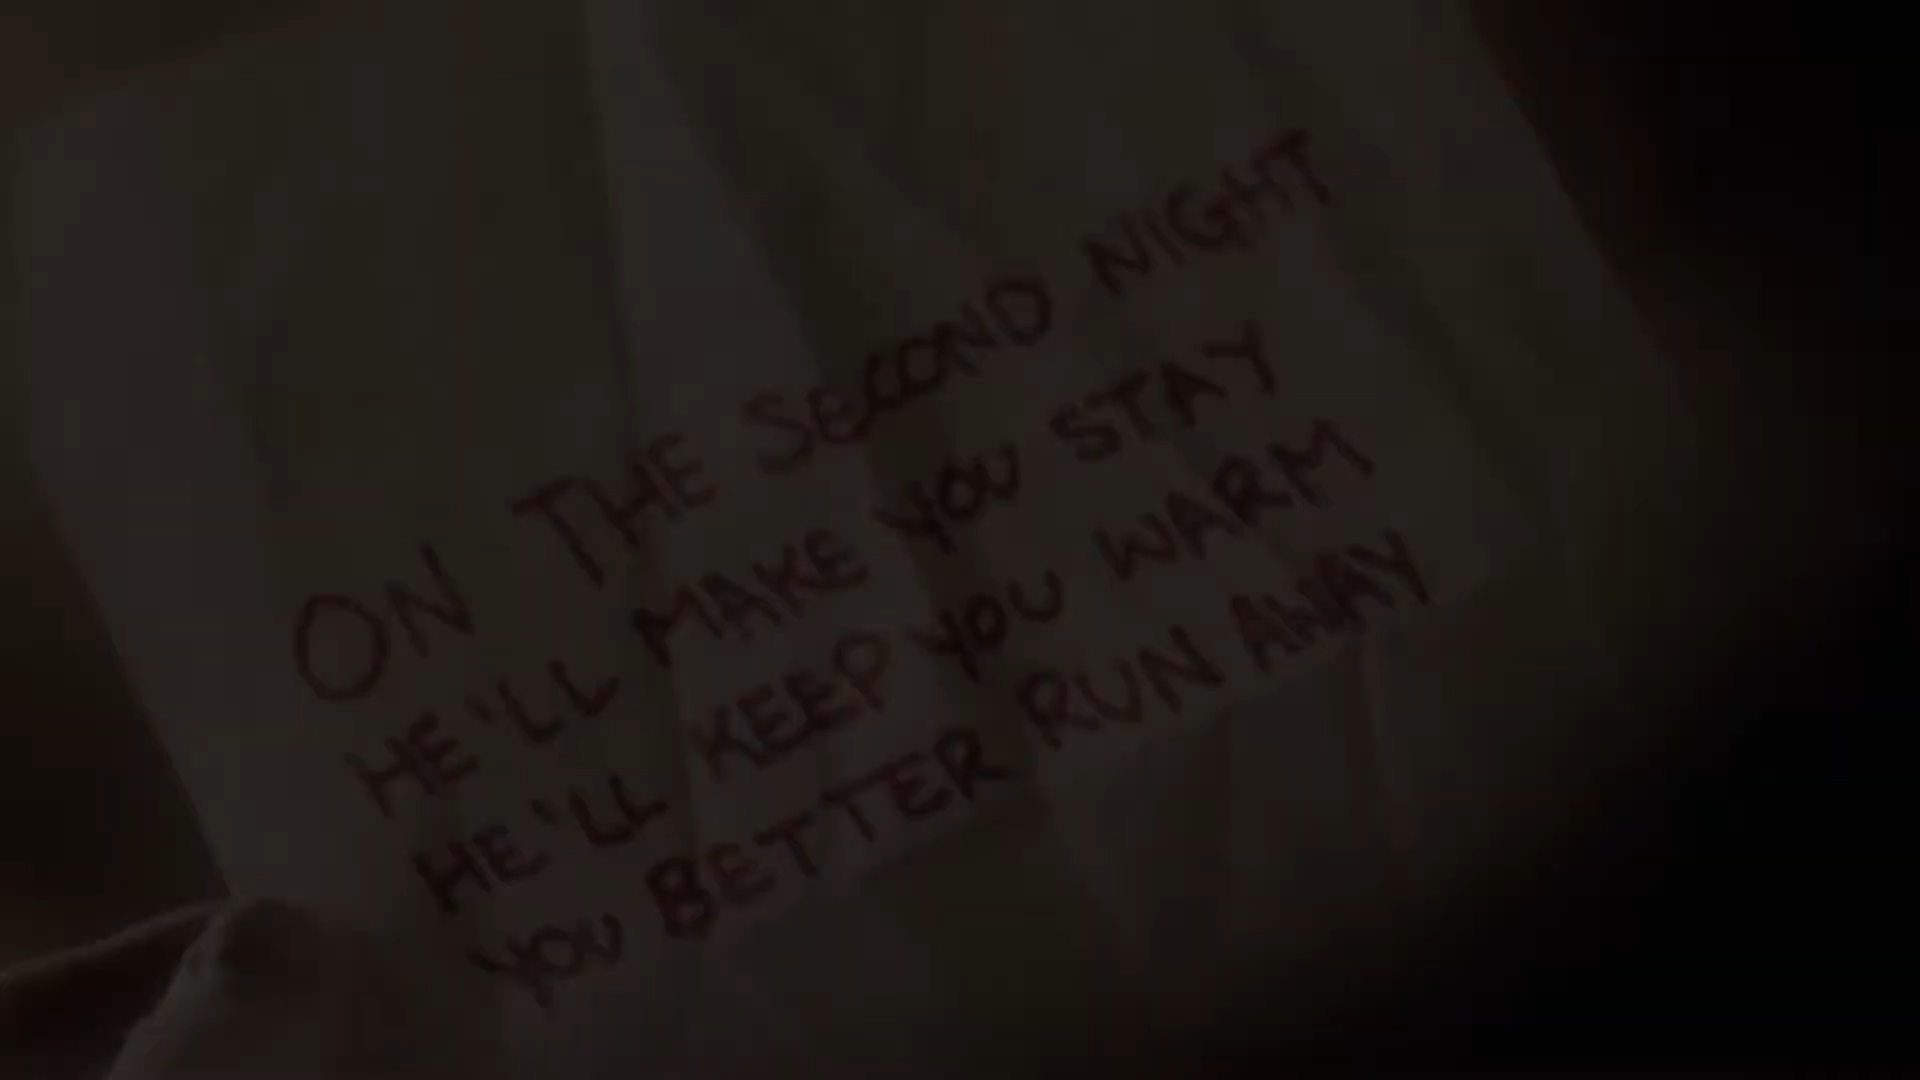 ON THE SECOND NIGHT
HE'LL MAKE YOU STAY
HE'LL KEEP YOU WARM
YOU BETTER RUN AWAY